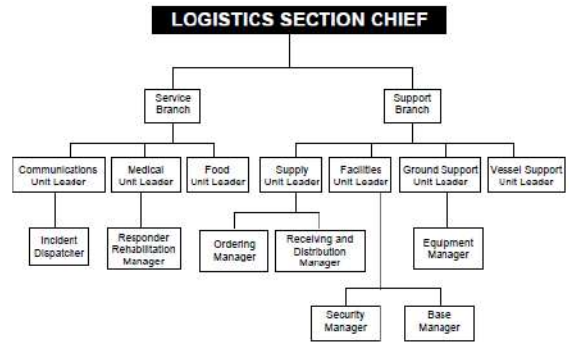 LOGISTICS SECTION CHIEF
Service
Branch
Support
Branch
Communications
Unit Leader
Medical
Unit Leader
Food
Unit Leader
Supply
Unit Leader
Facilities
Unit Leader
Ground Support
Unit Leader
Vessel Support
Unit Leader
Incident
Dispatcher
Responder
Rehabilitation
Manager
Ordering
Manager
Receiving and
Distribution
Manager
Equipment
Manager
Security
Manager
Base
Manager